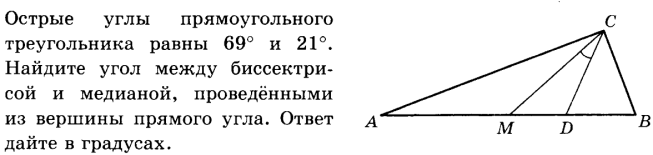 Острые углы прямоугольного
треугольника равны 69° и 21°.
Найдите угол между биссектри-
сой и медианой, проведёнными
из вершины прямого угла. Ответ
дайте в градусах.
C
A
M
D
B